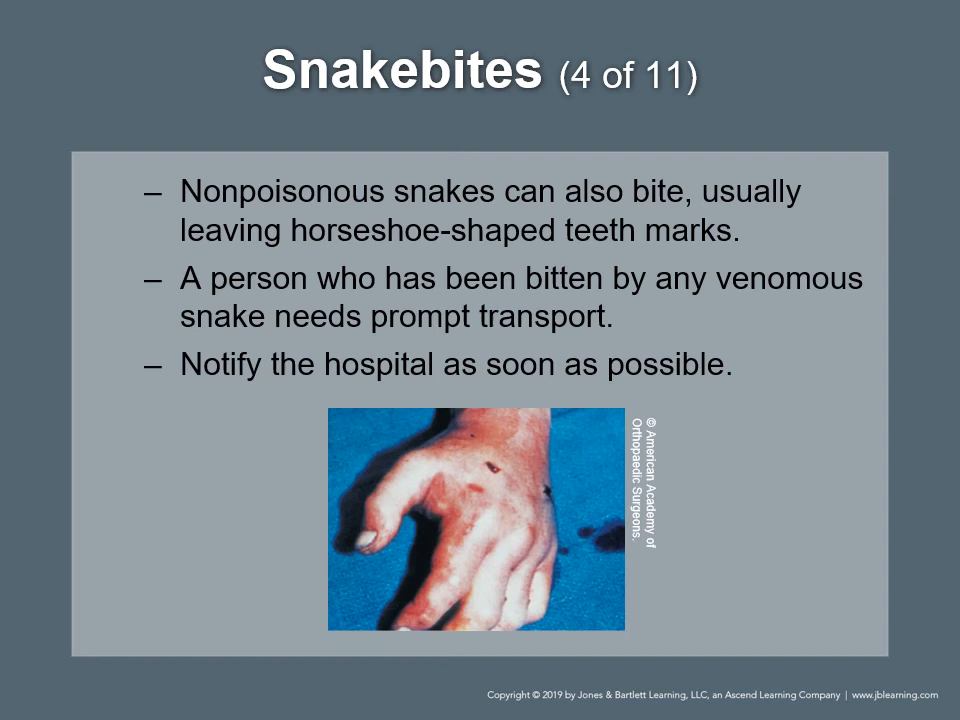 Snakebites (4 of 11)
– Nonpoisonous snakes can also bite, usually
leaving horseshoe-shaped teeth marks.
– A person who has been bitten by any venomous
snake needs prompt transport.
– Notify the hospital as soon as possible.
© American Academy of
Orthopaedic Surgeons.
Copyright © 2019 by Jones & Bartlett Learning, LLC, an Ascend Learning Company | www.jblearning.com